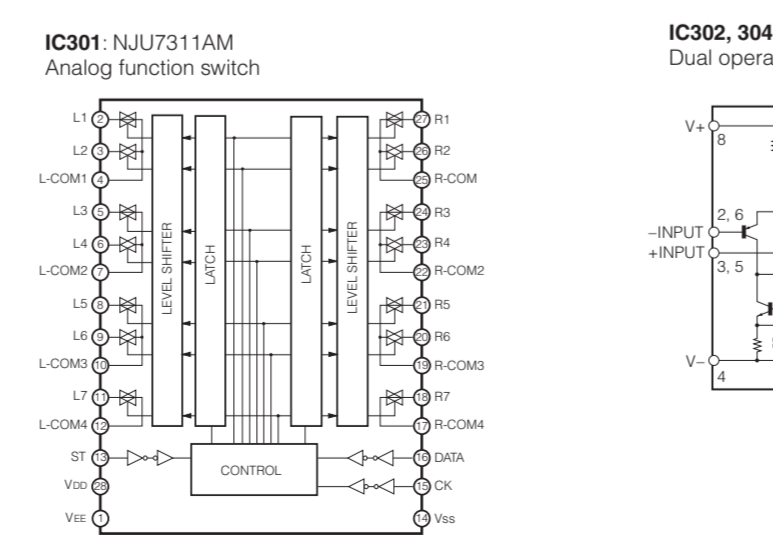 IC301: NJU7311AM
Analog function switch
L1 2
L2 3
L-COM1 4
L3 5
L4 6
L-COM2 7
L5 8
L6 9
L-COM3 10
L7 11
L-COM4 12
ST 13
VDD 28
VEE 1
LEVEL SHIFTER
LATCH
LATCH
LEVEL SHIFTER
CONTROL
27 R1
26 R2
25 R-COM
24 R3
23 R4
22 R-COM2
21 R5
20 R6
19 R-COM3
18 R7
17 R-COM4
16 DATA
15 CK
14 VSS
IC302, 304
Dual opera
V+
8
2, 6
–INPUT
+INPUT
3, 5
V–
4